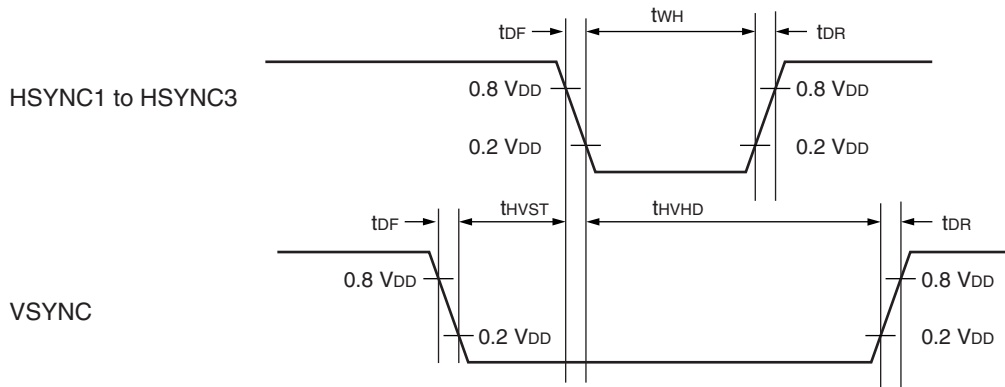 tWH
tDF tDR
HSYNC1 to HSYNC3
0.8 VDD 0.8 VDD
0.2 VDD 0.2 VDD
tHVST tHVHD
tDF tDR
VSYNC
0.8 VDD 0.8 VDD
0.2 VDD 0.2 VDD